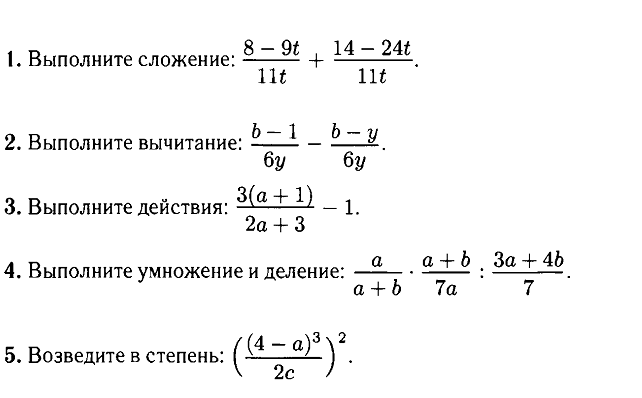 1. Выполните сложение: \frac{8 - 9t}{11t} + \frac{14 - 24t}{11t}.
2. Выполните вычитание: \frac{b - 1}{6y} - \frac{b - y}{6y}.
3. Выполните действия: \frac{3(a + 1)}{2a + 3} - 1.
4. Выполните умножение и деление: \frac{a}{a + b} \cdot \frac{a + b}{7a} : \frac{3a + 4b}{7}.
5. Возведите в степень: \left(\frac{(4 - a)^3}{2c}\right)^2.